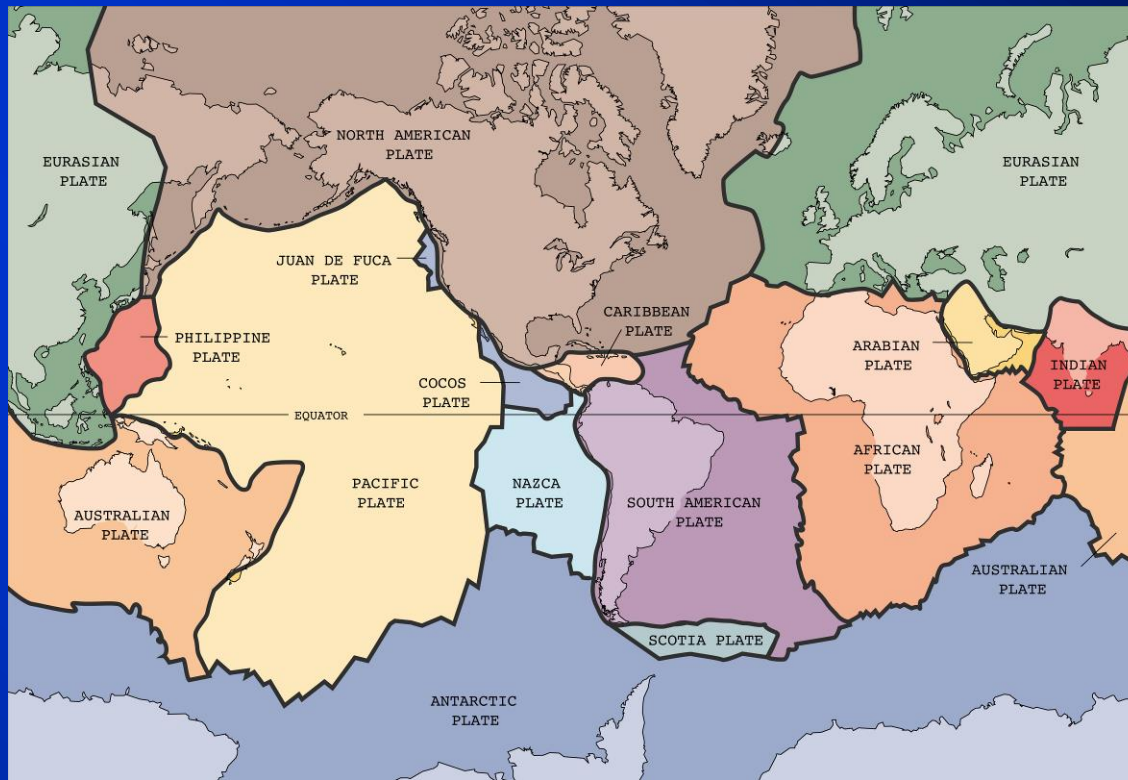 NORTH AMERICAN
PLATE
EURASIAN
PLATE
EURASIAN
PLATE
JUAN DE FUCA
PLATE
CARIBBEAN
PLATE
PHILIPPINE
PLATE
ARABIAN
PLATE
INDIAN
PLATE
COCOS
PLATE
EQUATOR
AFRICAN
PLATE
PACIFIC
PLATE
NAZCA
PLATE
SOUTH AMERICAN
PLATE
AUSTRALIAN
PLATE
AUSTRALIAN
PLATE
SCOTIA PLATE
ANTARCTIC
PLATE